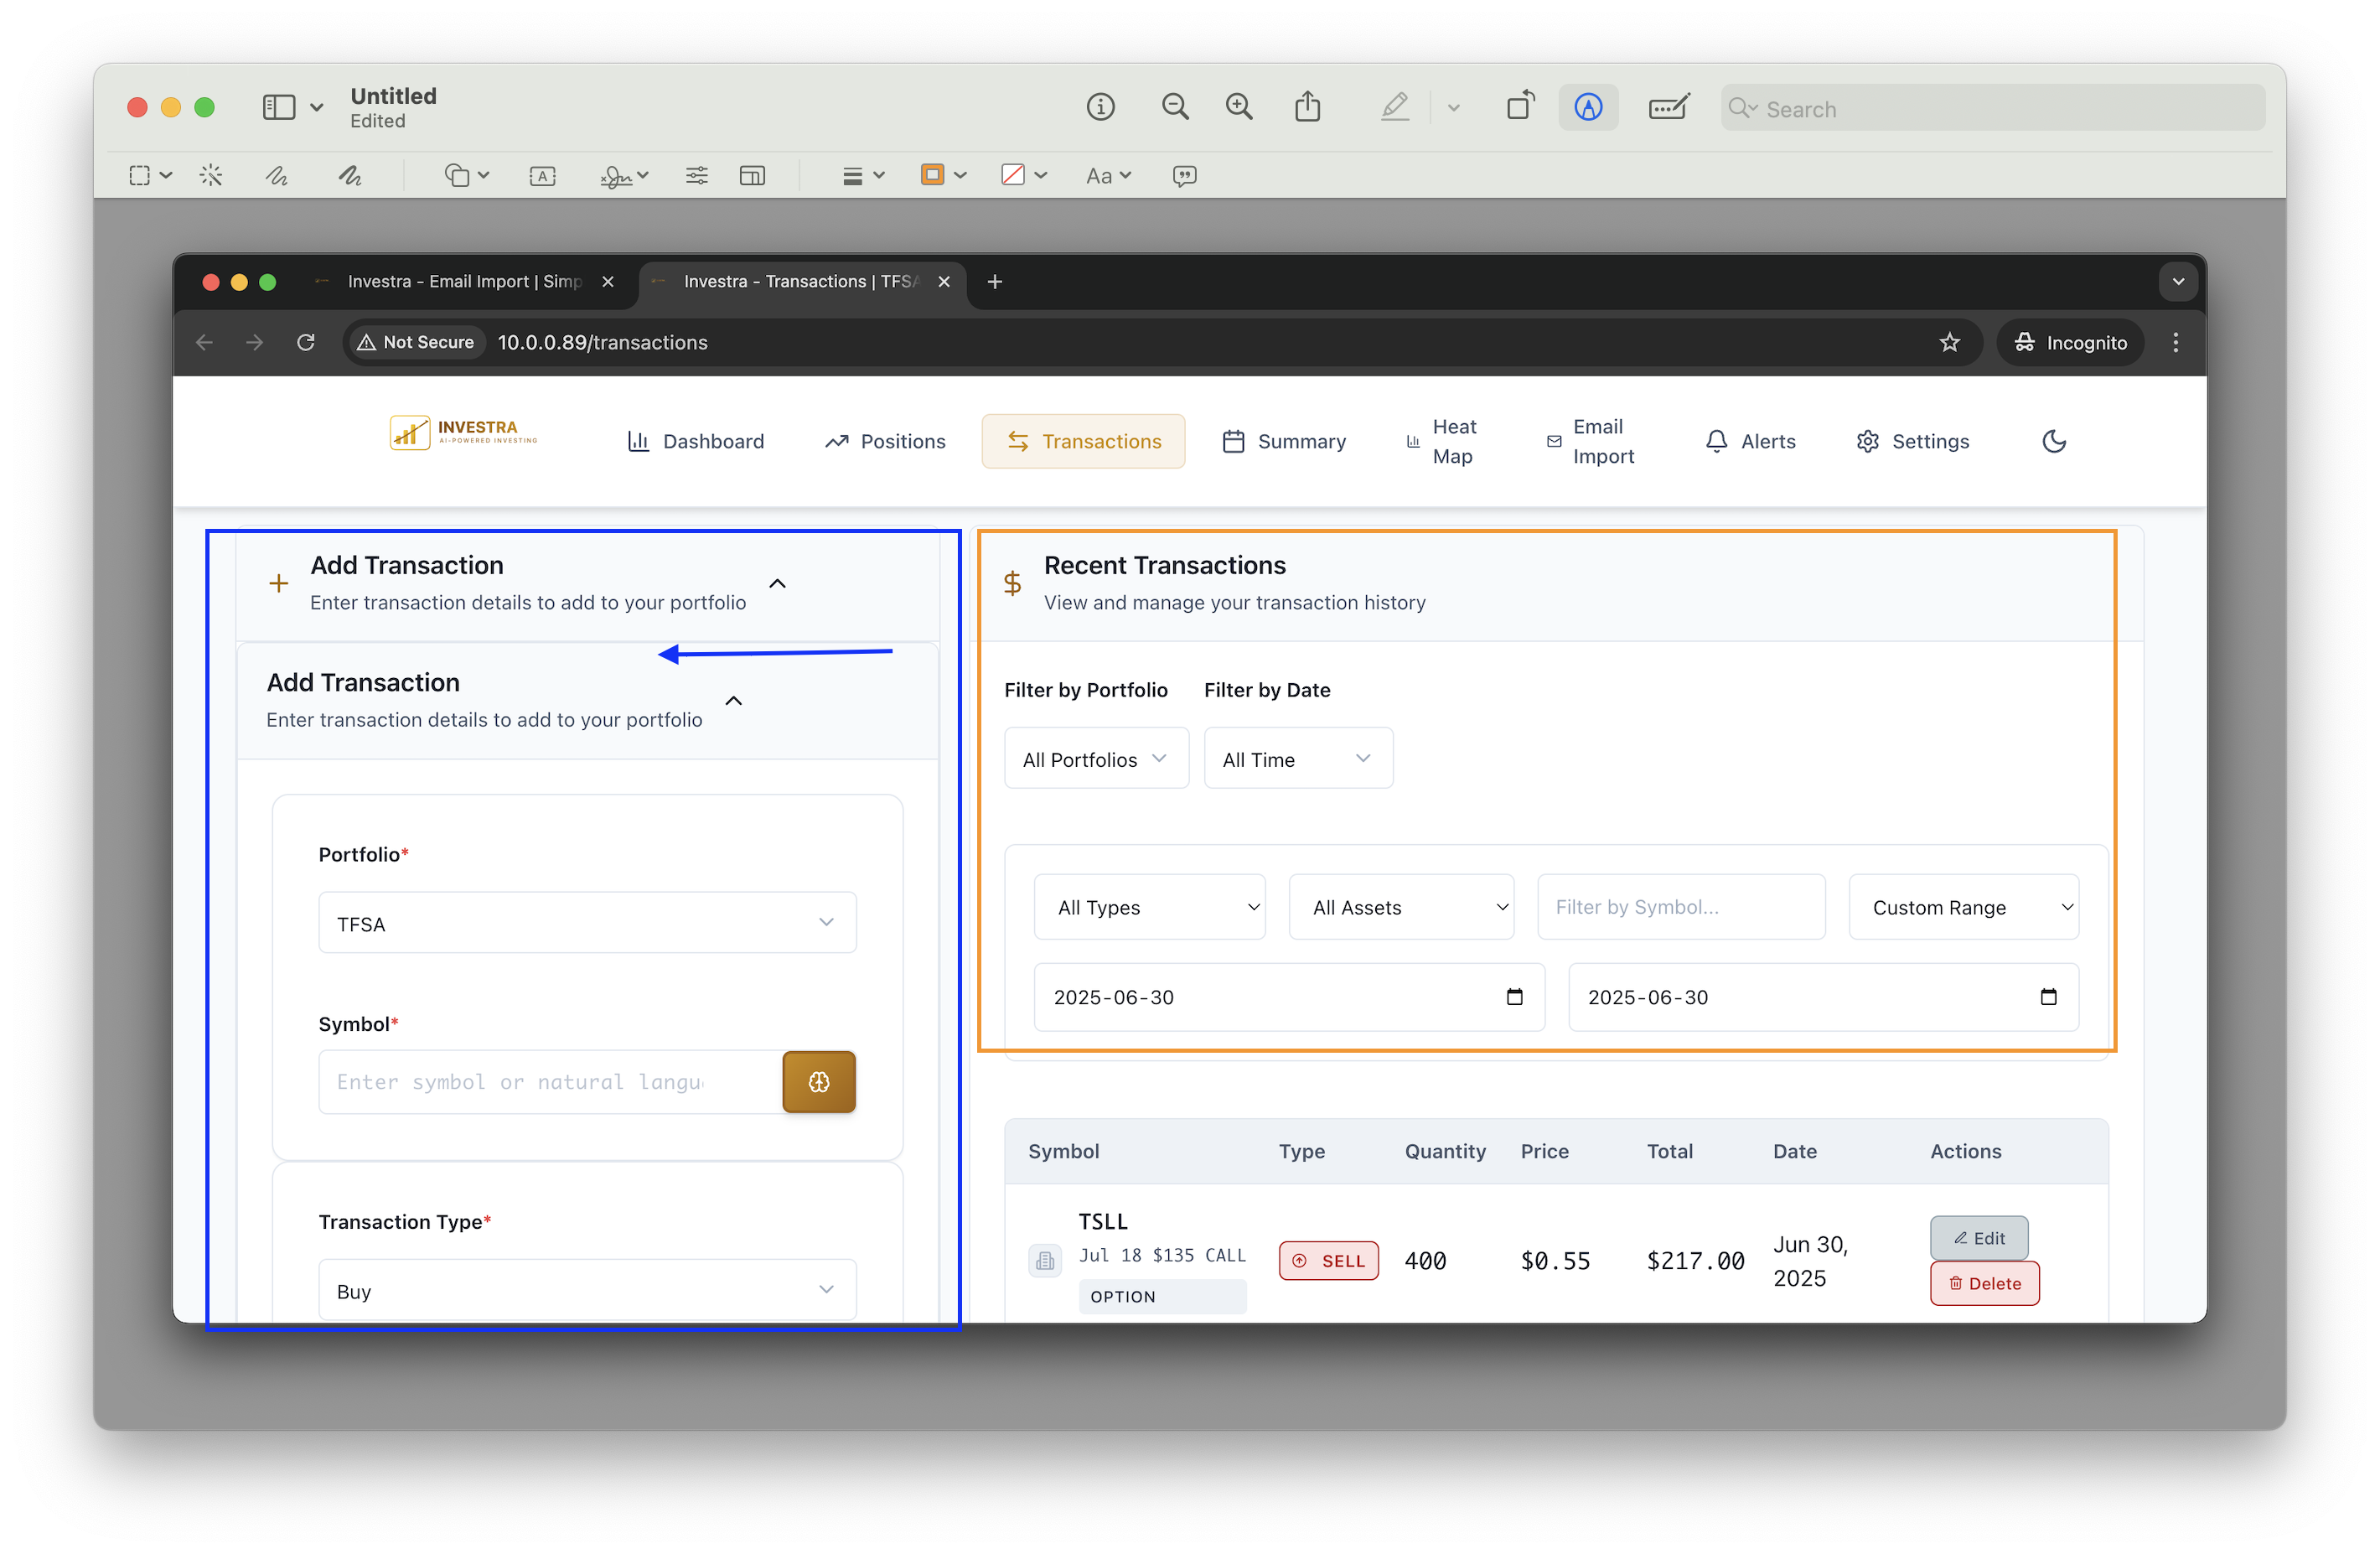 Untitled
Edited
Search
Aa
Investra - Email Import | Simp
Investra - Transactions | TFSA
Not Secure
10.0.0.89/transactions
Incognito
INVESTRA
AI-POWERED INVESTING
Dashboard
Positions
Transactions
Summary
Heat
Map
Email
Import
Alerts
Settings
Add Transaction
Enter transaction details to add to your portfolio
Add Transaction
Enter transaction details to add to your portfolio
Portfolio*
TFSA
Symbol*
Enter symbol or natural langu
Transaction Type*
Buy
$
Recent Transactions
View and manage your transaction history
Filter by Portfolio Filter by Date
All Portfolios All Time
All Types All Assets Filter by Symbol... Custom Range
2025-06-30 2025-06-30
Symbol Type Quantity Price Total Date Actions
TSLL
Jul 18 $135 CALL
OPTION
SELL
400
$0.55
$217.00
Jun 30,
2025
Edit
Delete